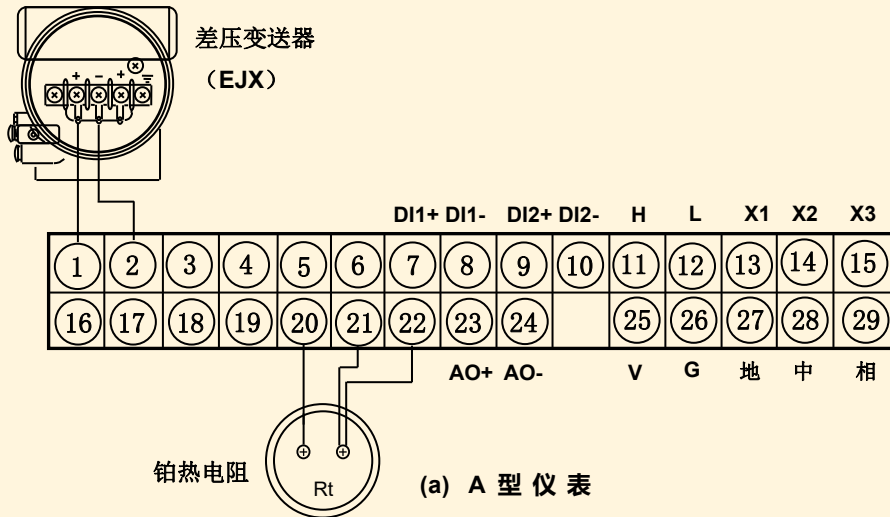 差压变送器
（EJX）
+ - +
DI1+ DI1- DI2+ DI2- H L X1 X2 X3
1 2 3 4 5 6 7 8 9 10 11 12 13 14 15
16 17 18 19 20 21 22 23 24 25 26 27 28 29
AO+ AO- V G 地 中 相
铂热电阻
Rt
(a) A 型 仪 表